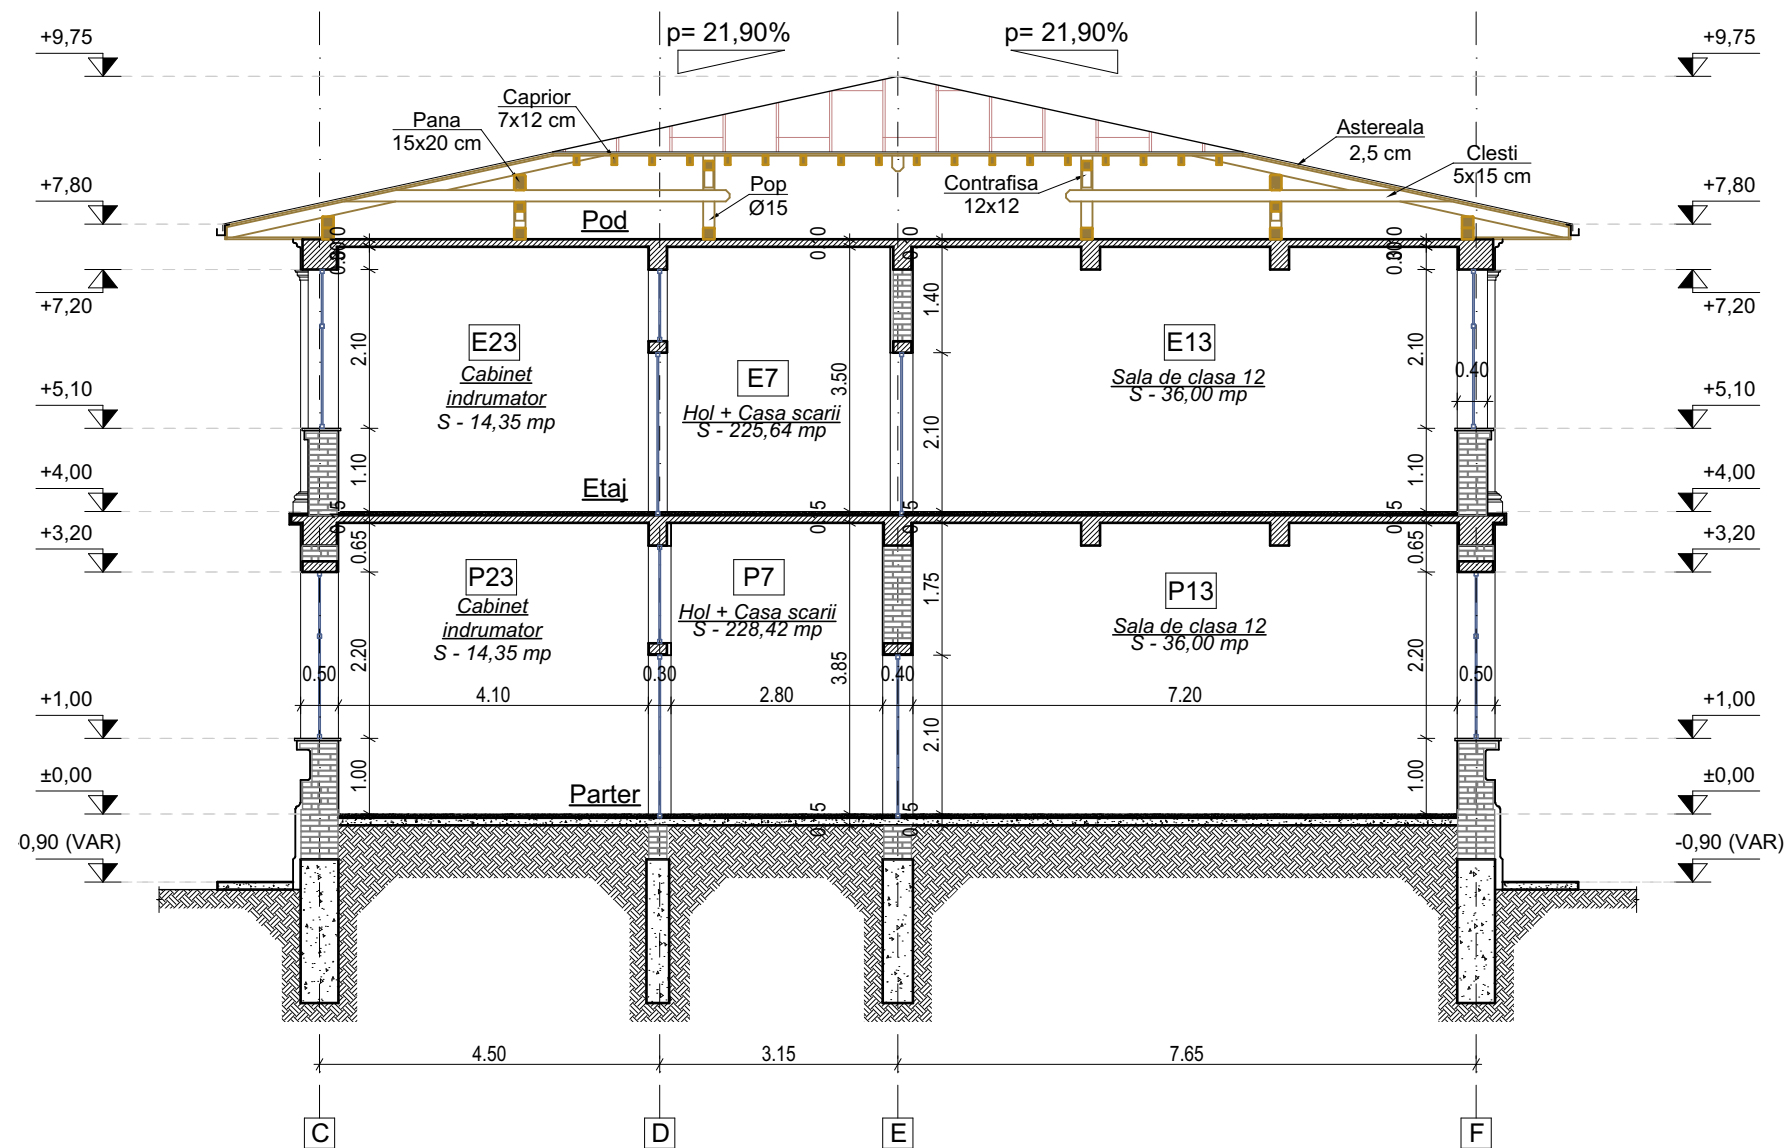 p= 21,90%
p= 21,90%
+9,75
+9,75
Caprior
7x12 cm
Pana
15x20 cm
Astereala
2,5 cm
Clesti
5x15 cm
Pop
Ø15
Contrafisa
12x12
+7,80
+7,80
Pod
+7,20
+7,20
1.40
2.10
2.10
E23
Cabinet
indrumator
S - 14,35 mp
E7
Hol + Casa scarii
S - 225,64 mp
3.50
E13
Sala de clasa 12
S - 36,00 mp
0.40
+5,10
+5,10
2.10
1.10
1.10
+4,00
+4,00
Etaj
+3,20
+3,20
0.65
0.65
1.75
P23
Cabinet
indrumator
S - 14,35 mp
P7
Hol + Casa scarii
S - 228,42 mp
P13
Sala de clasa 12
S - 36,00 mp
2.20
3.85
2.20
0.50
0.30
0.40
0.50
4.10
2.80
7.20
+1,00
+1,00
2.10
1.00
1.00
±0,00
±0,00
Parter
0,90 (VAR)
-0,90 (VAR)
4.50
3.15
7.65
C
D
E
F